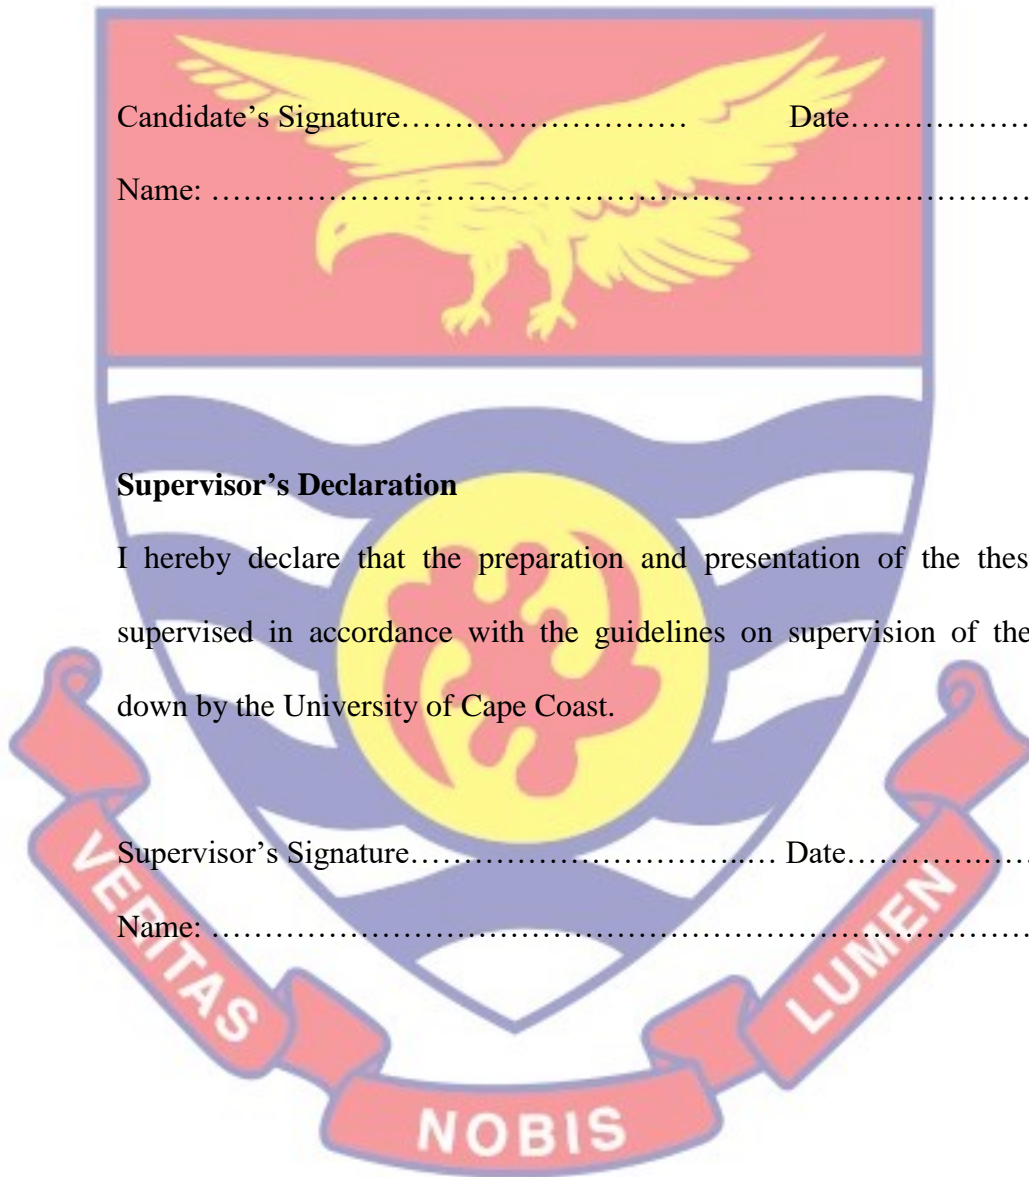 Candidate’s Signature……………………… Date………………
Name: ……………………………………………………………………
Supervisor’s Declaration
I hereby declare that the preparation and presentation of the thes
supervised in accordance with the guidelines on supervision of the
down by the University of Cape Coast.
Supervisor’s Signature……………………………… Date………………
Name: ……………………………………………………………………
VERITAS
NOBIS
LUMEN